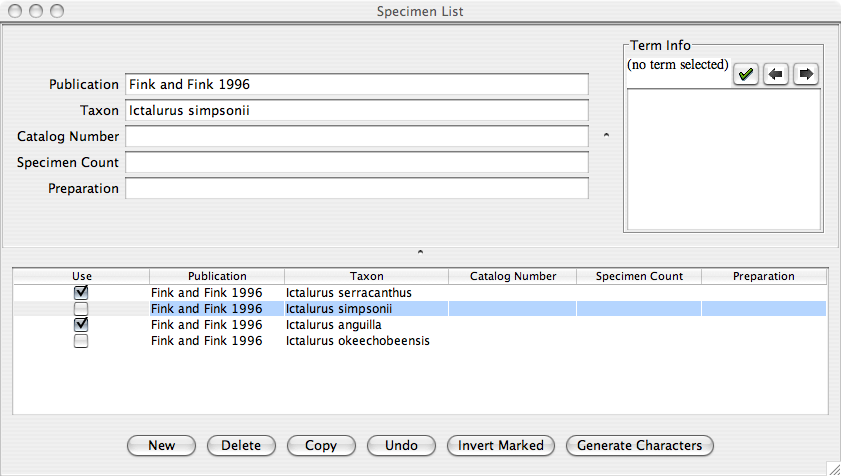 Specimen List
Term Info
(no term selected)
Publication Fink and Fink 1996
Taxon Ictalurus simpsonii
Catalog Number
Specimen Count
Preparation
Use Publication Taxon Catalog Number Specimen Count Preparation
Fink and Fink 1996 Ictalurus serracanthus
Fink and Fink 1996 Ictalurus simpsonii
Fink and Fink 1996 Ictalurus anguilla
Fink and Fink 1996 Ictalurus okeechobeensis
New Delete Copy Undo Invert Marked Generate Characters